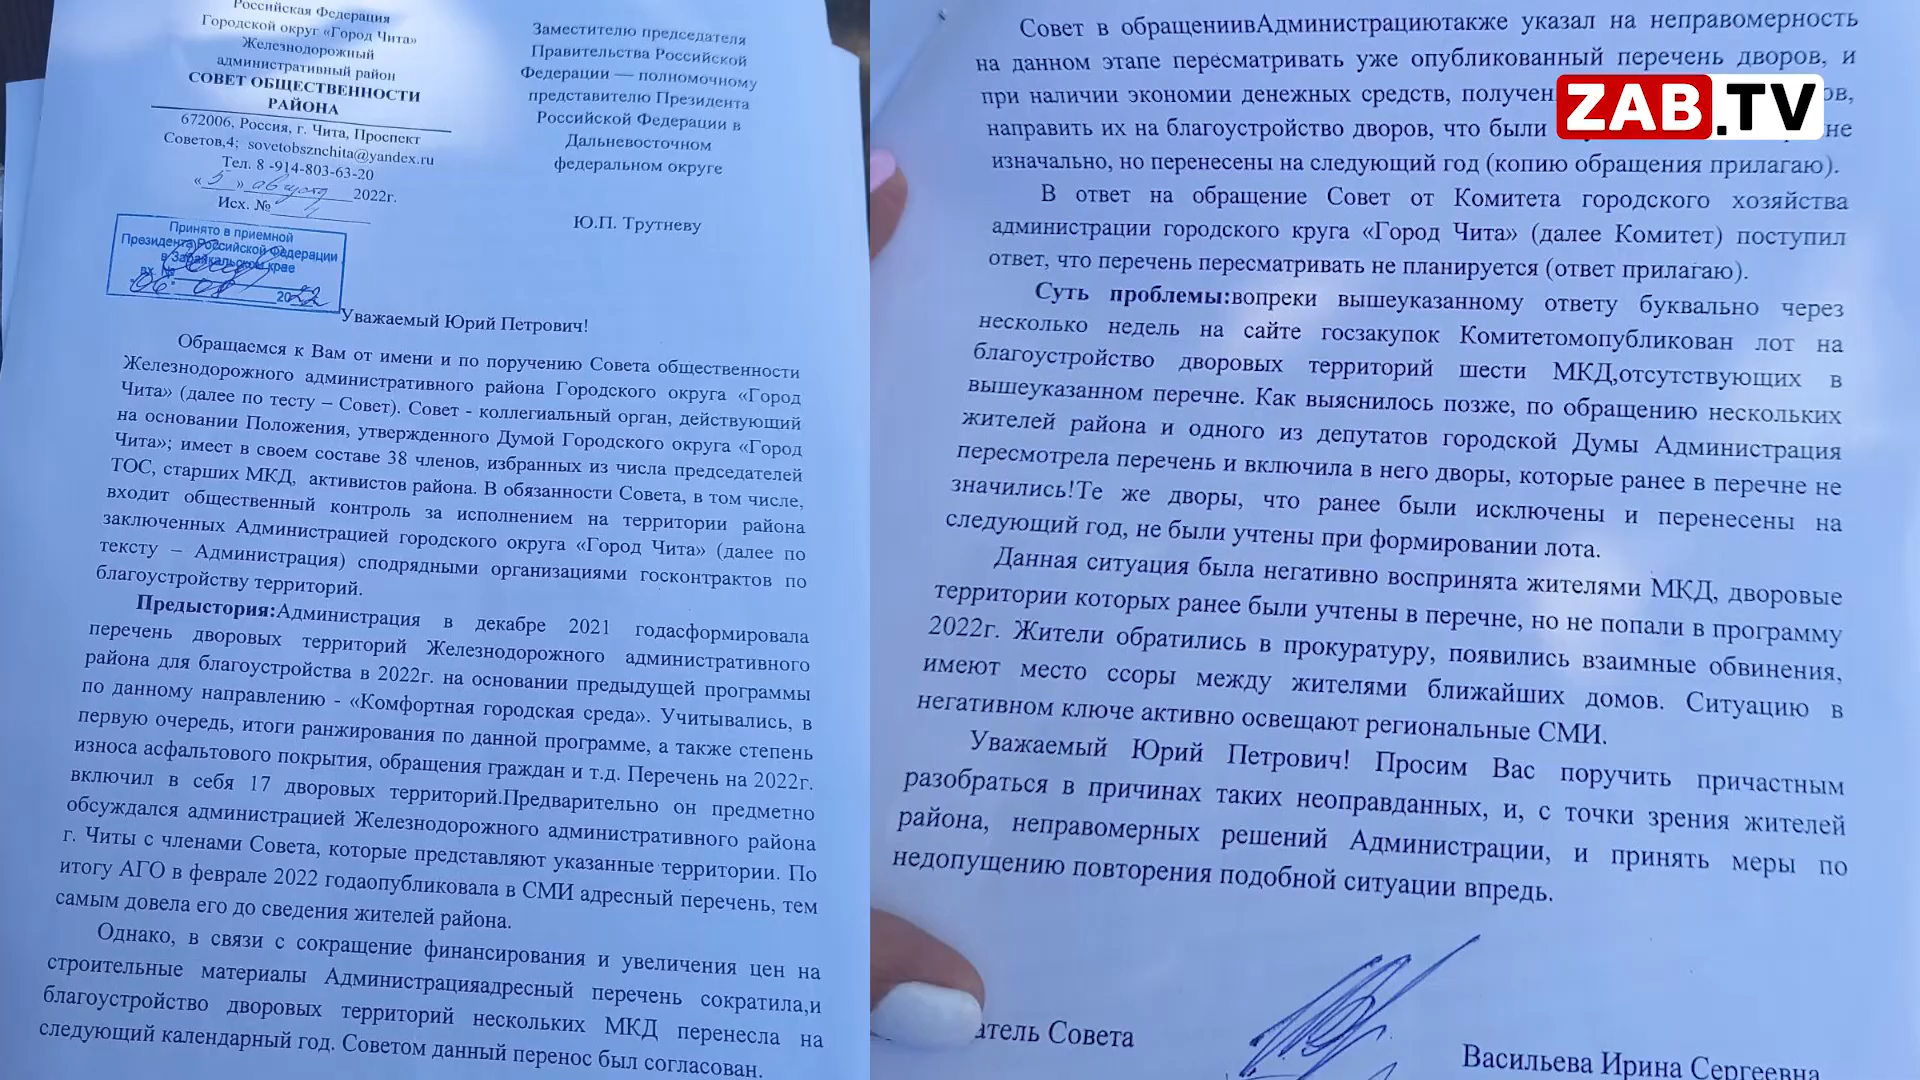 Российская Федерация
Городской округ «Город Чита»
Железнодорожный
административный район
СОВЕТ ОБЩЕСТВЕННОСТИ
РАЙОНА
672006, Россия, г. Чита, Проспект
Советов,4; sovetobsznchita@yandex.ru
Тел. 8 -914-803-63-20
«5» августа 2022г.
Исх. № 4
Принято в приемной
Президента Российской Федерации
в Забайкальском крае
вх. №
06 08 2022
Заместителю председателя
Правительства Российской
Федерации — полномочному
представителю Президента
Российской Федерации в
Дальневосточном
федеральном округе
Ю.П. Трутневу
Уважаемый Юрий Петрович!
Обращаемся к Вам от имени и по поручению Совета общественности
Железнодорожного административного района Городского округа «Город
Чита» (далее по тесту – Совет). Совет - коллегиальный орган, действующий
на основании Положения, утвержденного Думой Городского округа «Город
Чита»; имеет в своем составе 38 членов, избранных из числа председателей
ТОС, старших МКД, активистов района. В обязанности Совета, в том числе,
входит общественный контроль за исполнением на территории района
заключенных Администрацией городского округа «Город Чита» (далее по
тексту – Администрация) сподрядными организациями госконтрактов по
благоустройству территорий.
Предыстория:Администрация в декабре 2021 годасформировала
перечень дворовых территорий Железнодорожного административного
района для благоустройства в 2022г. на основании предыдущей программы
по данному направлению - «Комфортная городская среда». Учитывались, в
первую очередь, итоги ранжирования по данной программе, а также степень
износа асфальтового покрытия, обращения граждан и т.д. Перечень на 2022г.
включил в себя 17 дворовых территорий.Предварительно он предметно
обсуждался администрацией Железнодорожного административного района
г. Читы с членами Совета, которые представляют указанные территории. По
итогу АГО в феврале 2022 годаопубликовала в СМИ адресный перечень, тем
самым довела его до сведения жителей района.
Однако, в связи с сокращение финансирования и увеличения цен на
строительные материалы Администрацияадресный перечень сократила,и
благоустройство дворовых территорий нескольких МКД перенесла на
следующий календарный год. Советом данный перенос был согласован.
Совет в обращениивАдминистрациютакже указал на неправомерность
на данном этапе пересматривать уже опубликованный перечень дворов, и
при наличии экономии денежных средств,
направить их на благоустройство дворов, что были не
изначально, но перенесены на следующий год (копию обращения прилагаю).
В ответ на обращение Совет от Комитета городского хозяйства
администрации городского круга «Город Чита» (далее Комитет) поступил
ответ, что перечень пересматривать не планируется (ответ прилагаю).
Суть проблемы:вопреки вышеуказанному ответу буквально через
несколько недель на сайте госзакупок Комитетомопубликован лот на
благоустройство дворовых территорий шести МКД,отсутствующих в
вышеуказанном перечне. Как выяснилось позже, по обращению нескольких
жителей района и одного из депутатов городской Думы Администрация
пересмотрела перечень и включила в него дворы, которые ранее в перечне не
значились!Те же дворы, что ранее были исключены и перенесены на
следующий год, не были учтены при формировании лота.
Данная ситуация была негативно воспринята жителями МКД, дворовые
территории которых ранее были учтены в перечне, но не попали в программу
2022г. Жители обратились в прокуратуру, появились взаимные обвинения,
имеют место ссоры между жителями ближайших домов. Ситуацию в
негативном ключе активно освещают региональные СМИ.
Уважаемый Юрий Петрович! Просим Вас поручить причастным
разобраться в причинах таких неоправданных, и, с точки зрения жителей
района, неправомерных решений Администрации, и принять меры по
недопущению повторения подобной ситуации впредь.
атель Совета
Васильева Ирина Сергеевна
ZAB.TV